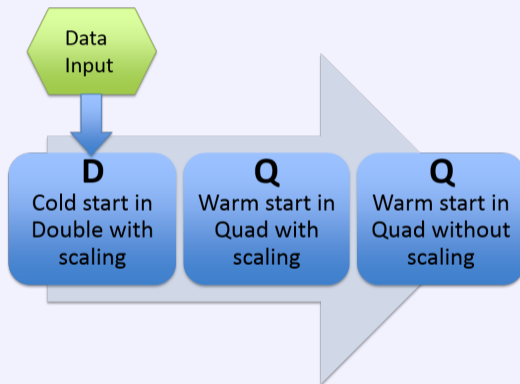 Data
Input
D
Cold start in
Double with
scaling
Q
Warm start in
Quad with
scaling
Q
Warm start in
Quad without
scaling